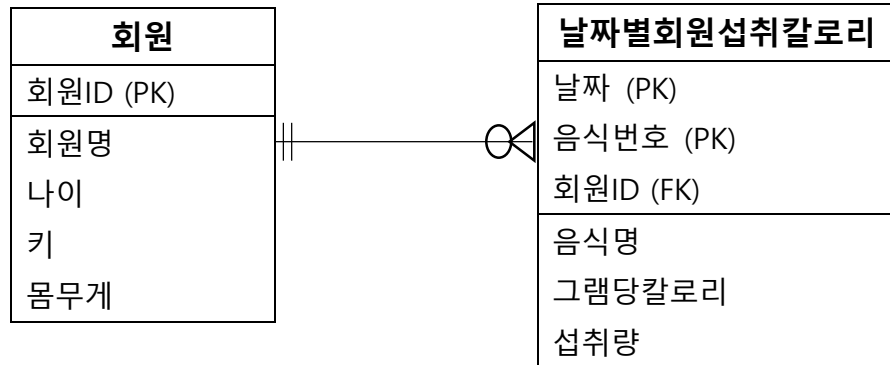 회원
회원ID (PK)
회원명
나이
키
몸무게
날짜별회원섭취칼로리
날짜 (PK)
음식번호 (PK)
회원ID (FK)
음식명
그램당칼로리
섭취량